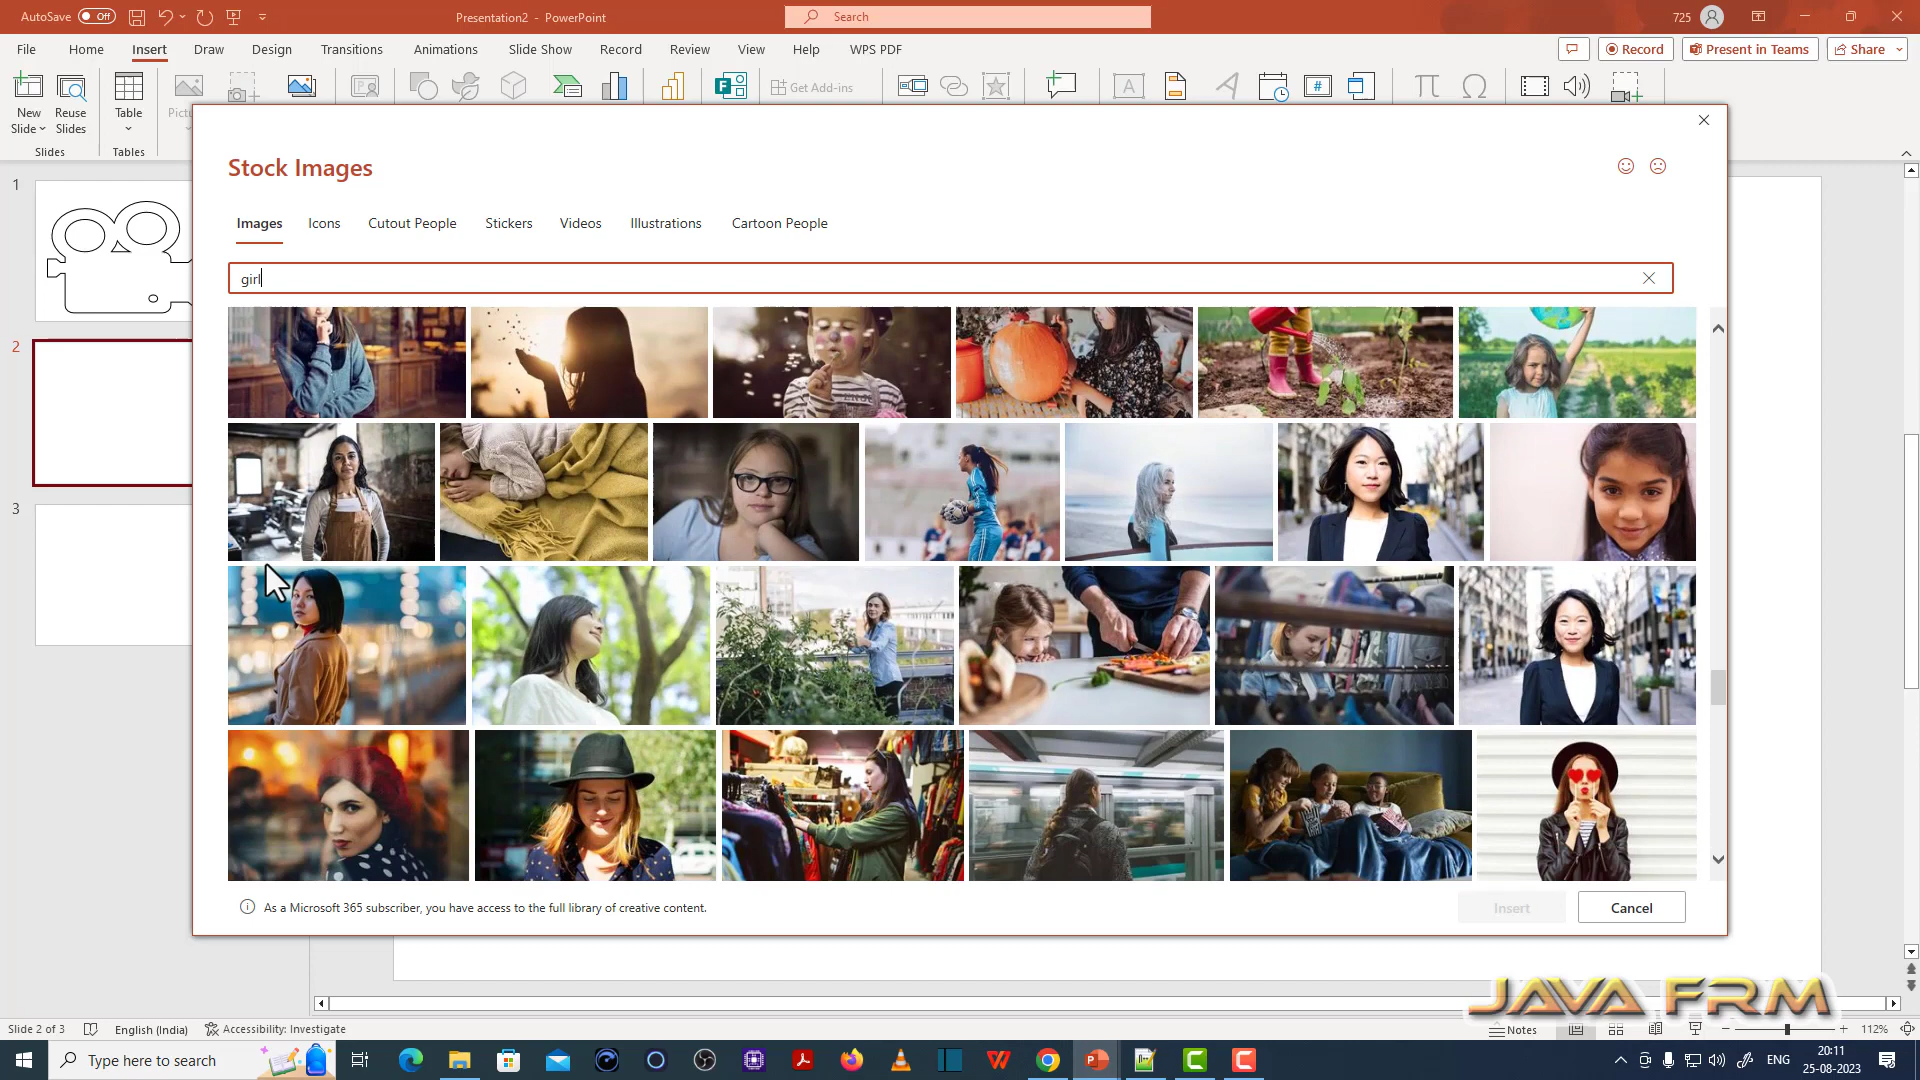 AutoSave Off
Presentation2 - PowerPoint
Search
725
File Home Insert Draw Design Transitions Animations Slide Show Record Review View Help WPS PDF
Record Present in Teams Share
Get Add-ins
New Slide
Reuse Slides
Table
Slides
Tables
Stock Images
Images Icons Cutout People Stickers Videos Illustrations Cartoon People
girl
1
2
3
As a Microsoft 365 subscriber, you have access to the full library of creative content.
Insert Cancel
JAVA FRM
Slide 2 of 3 English (India) Accessibility: Investigate Notes 112%
Type here to search
ENG
20:11
25-08-2023